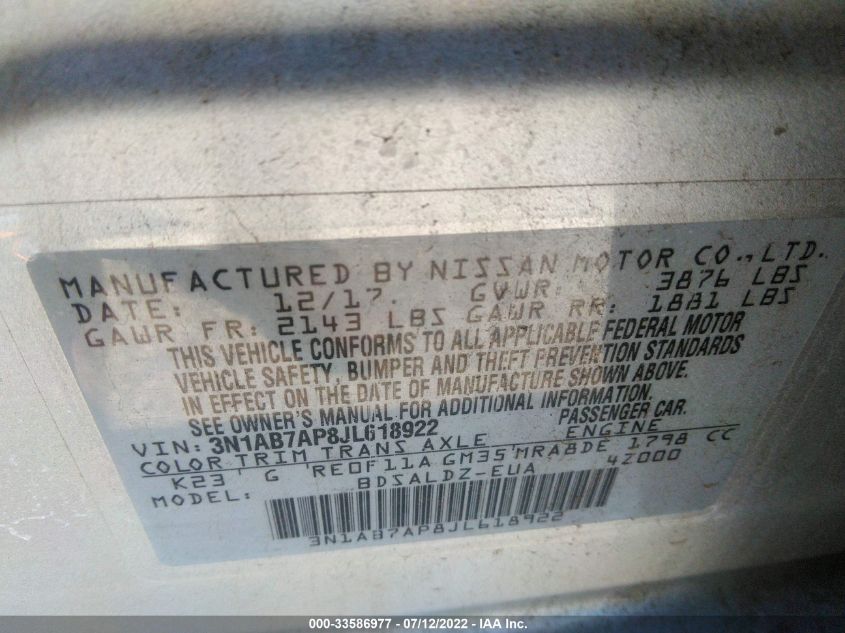 MANUFACTURED BY NISSAN MOTOR CO., LTD.
DATE: 12/17. GVWR: 3876 LBS
GAWR FR: 2143 LBS GAWR RR: 1881 LBS
THIS VEHICLE CONFORMS TO ALL APPLICABLE FEDERAL MOTOR
VEHICLE SAFETY, BUMPER AND THEFT PREVENTION STANDARDS
IN EFFECT ON THE DATE OF MANUFACTURE SHOWN ABOVE.
SEE OWNER'S MANUAL FOR ADDITIONAL INFORMATION.
VIN: 3N1AB7AP8JL618922 PASSENGER CAR.
COLOR TRIM TRANS AXLE ENGINE
K23 G RE0F11A GM35 MRA8DE 1798 CC
MODEL: BDSALDZ-EUA 4Z000
3N1AB7AP8JL618922
000-33586977 / 07/12/2022 - IAA Inc.